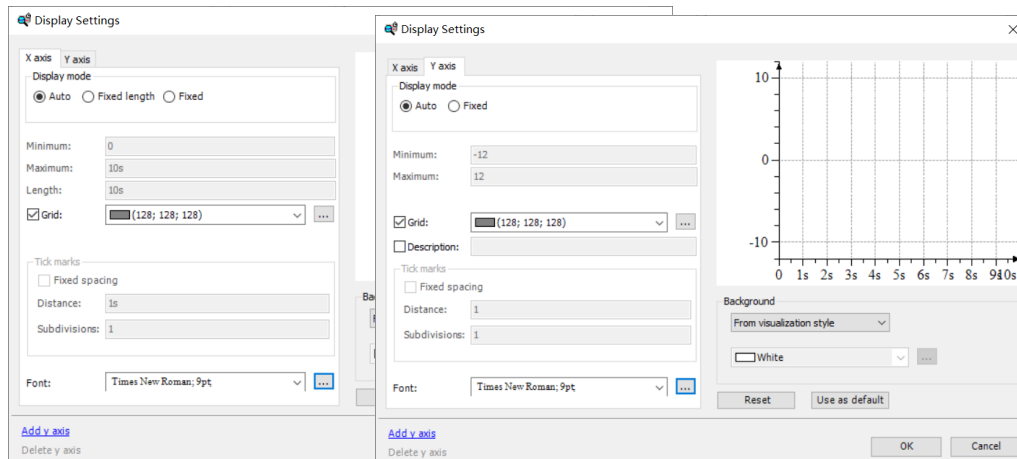 Display Settings
X axis Y axis
Display mode
Auto Fixed length Fixed
Minimum: 0
Maximum: 10s
Length: 10s
Grid: (128; 128; 128) ...
Tick marks
Fixed spacing
Distance: 1s
Subdivisions: 1
Font: Times New Roman; 9pt ...
Add y axis
Delete y axis
Ba
Display Settings
X axis Y axis
Display mode
Auto Fixed
Minimum: -12
Maximum: 12
Grid: (128; 128; 128) ...
Description:
Tick marks
Fixed spacing
Distance: 1
Subdivisions: 1
Font: Times New Roman; 9pt ...
Add y axis
Delete y axis
10
0
-10
0 1s 2s 3s 4s 5s 6s 7s 8s 9s 10s
Background
From visualization style
White ...
Reset Use as default
OK Cancel